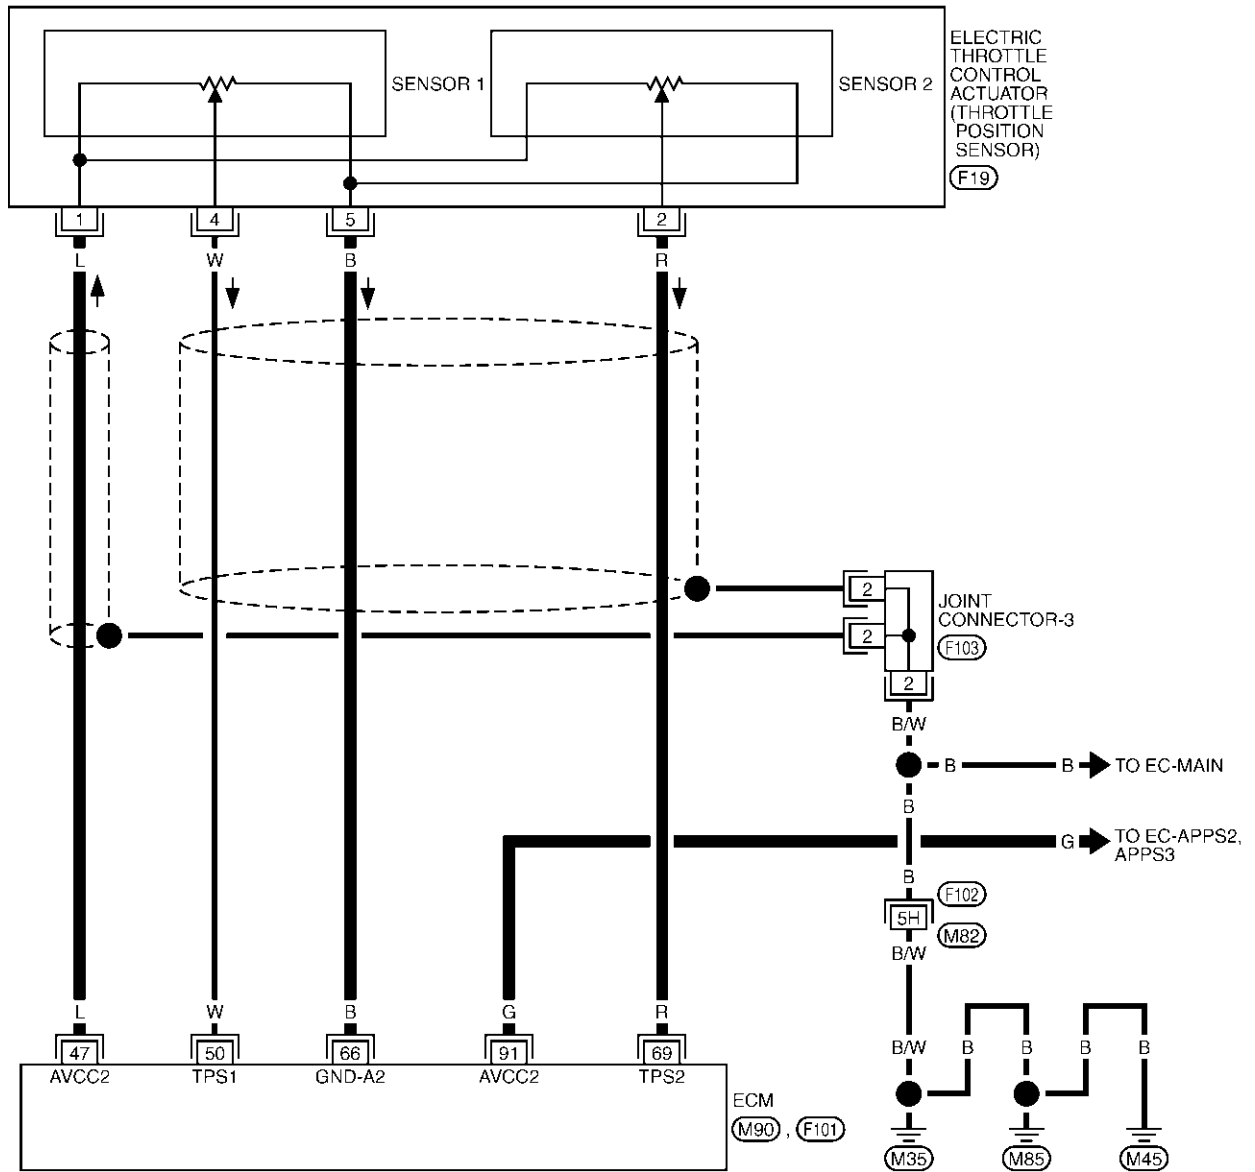 ELECTRIC
THROTTLE
CONTROL
ACTUATOR
(THROTTLE
POSITION
SENSOR)
F19
SENSOR 1
SENSOR 2
1
4
5
2
L
W
B
R
2
2
JOINT
CONNECTOR-3
F103
2
B/W
B
B
TO EC-MAIN
B
G
TO EC-APPS2,
APPS3
B
F102
5H
M82
B/W
L
W
B
G
R
47
50
66
91
69
AVCC2
TPS1
GND-A2
AVCC2
TPS2
B/W
B
B
B
B
ECM
M90 , F101
M35
M85
M45